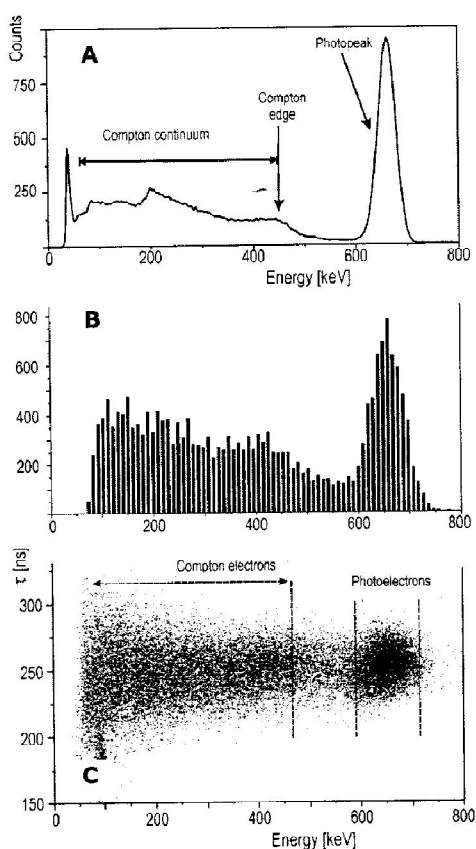 Counts
A
Photopeak
750
Compton
edge
Compton continuum
500
250
0
0 200 400 600 800
Energy [keV]
B
800
600
400
200
0 200 400 600 800
τ [ns]
Compton electrons
Photoelectrons
300
250
200
C
150
0 200 400 600 800
Energy [keV]